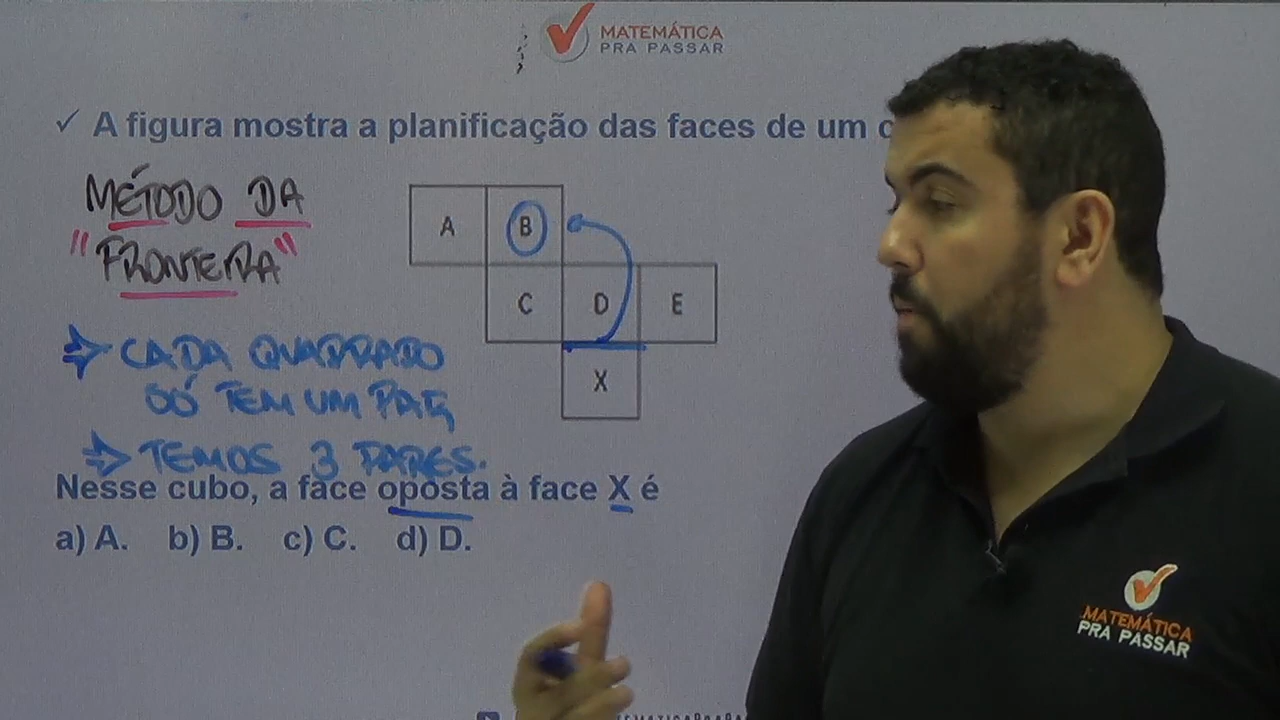 MATEMÁTICA
PRA PASSAR
✓ A figura mostra a planificação das faces de um
MÉTODO DA
"FRONTEIRA"
A B
C D E
X
⇒ CADA QUADRADO
SÓ TEM UM PAR,
⇒ TEMOS 3 PARES.
Nesse cubo, a face oposta à face X é
a) A. b) B. c) C. d) D.
MATEMÁTICA
PRA PASSAR